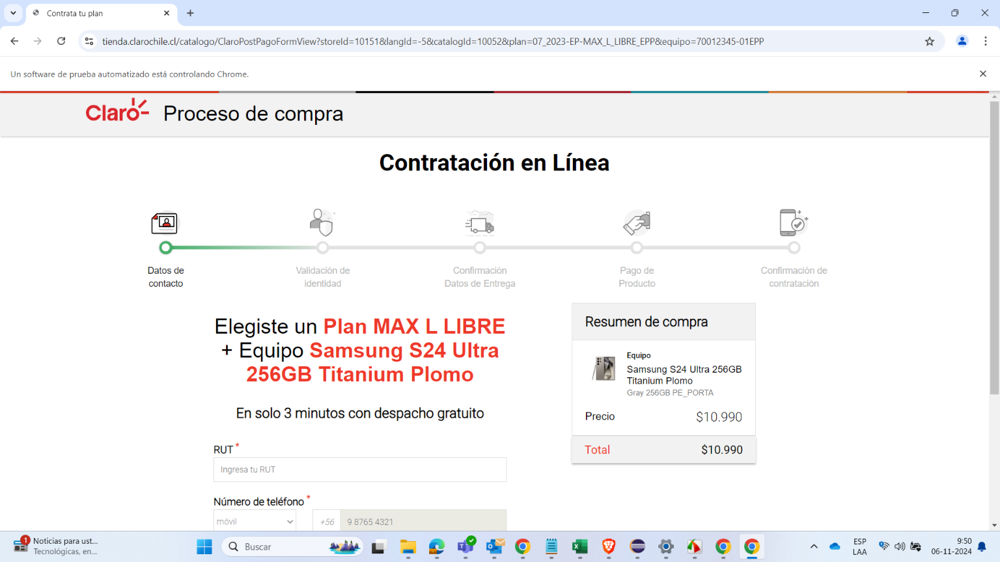 Contrata tu plan
tienda.clarochile.cl/catalogo/ClaroPostPagoFormView?storeId=10151&langId=-5&catalogId=10052&plan=07_2023-EP-MAX_L_LIBRE_EPP&equipo=70012345-01EPP
Un software de prueba automatizado está controlando Chrome.
Claro Proceso de compra
Contratación en Línea
Datos de
contacto
Validación de
identidad
Confirmación
Datos de Entrega
Pago de
Producto
Confirmación de
contratación
Elegiste un Plan MAX L LIBRE
+ Equipo Samsung S24 Ultra
256GB Titanium Plomo
En solo 3 minutos con despacho gratuito
RUT *
Ingresa tu RUT
Número de teléfono *
móvil +56 9 8765 4321
Resumen de compra
Equipo
Samsung S24 Ultra 256GB
Titanium Plomo
Gray 256GB PE_PORTA
Precio $10.990
Total $10.990
1
Noticias para ust...
Tecnológicas, en...
Buscar
ESP
LAA
9:50
06-11-2024